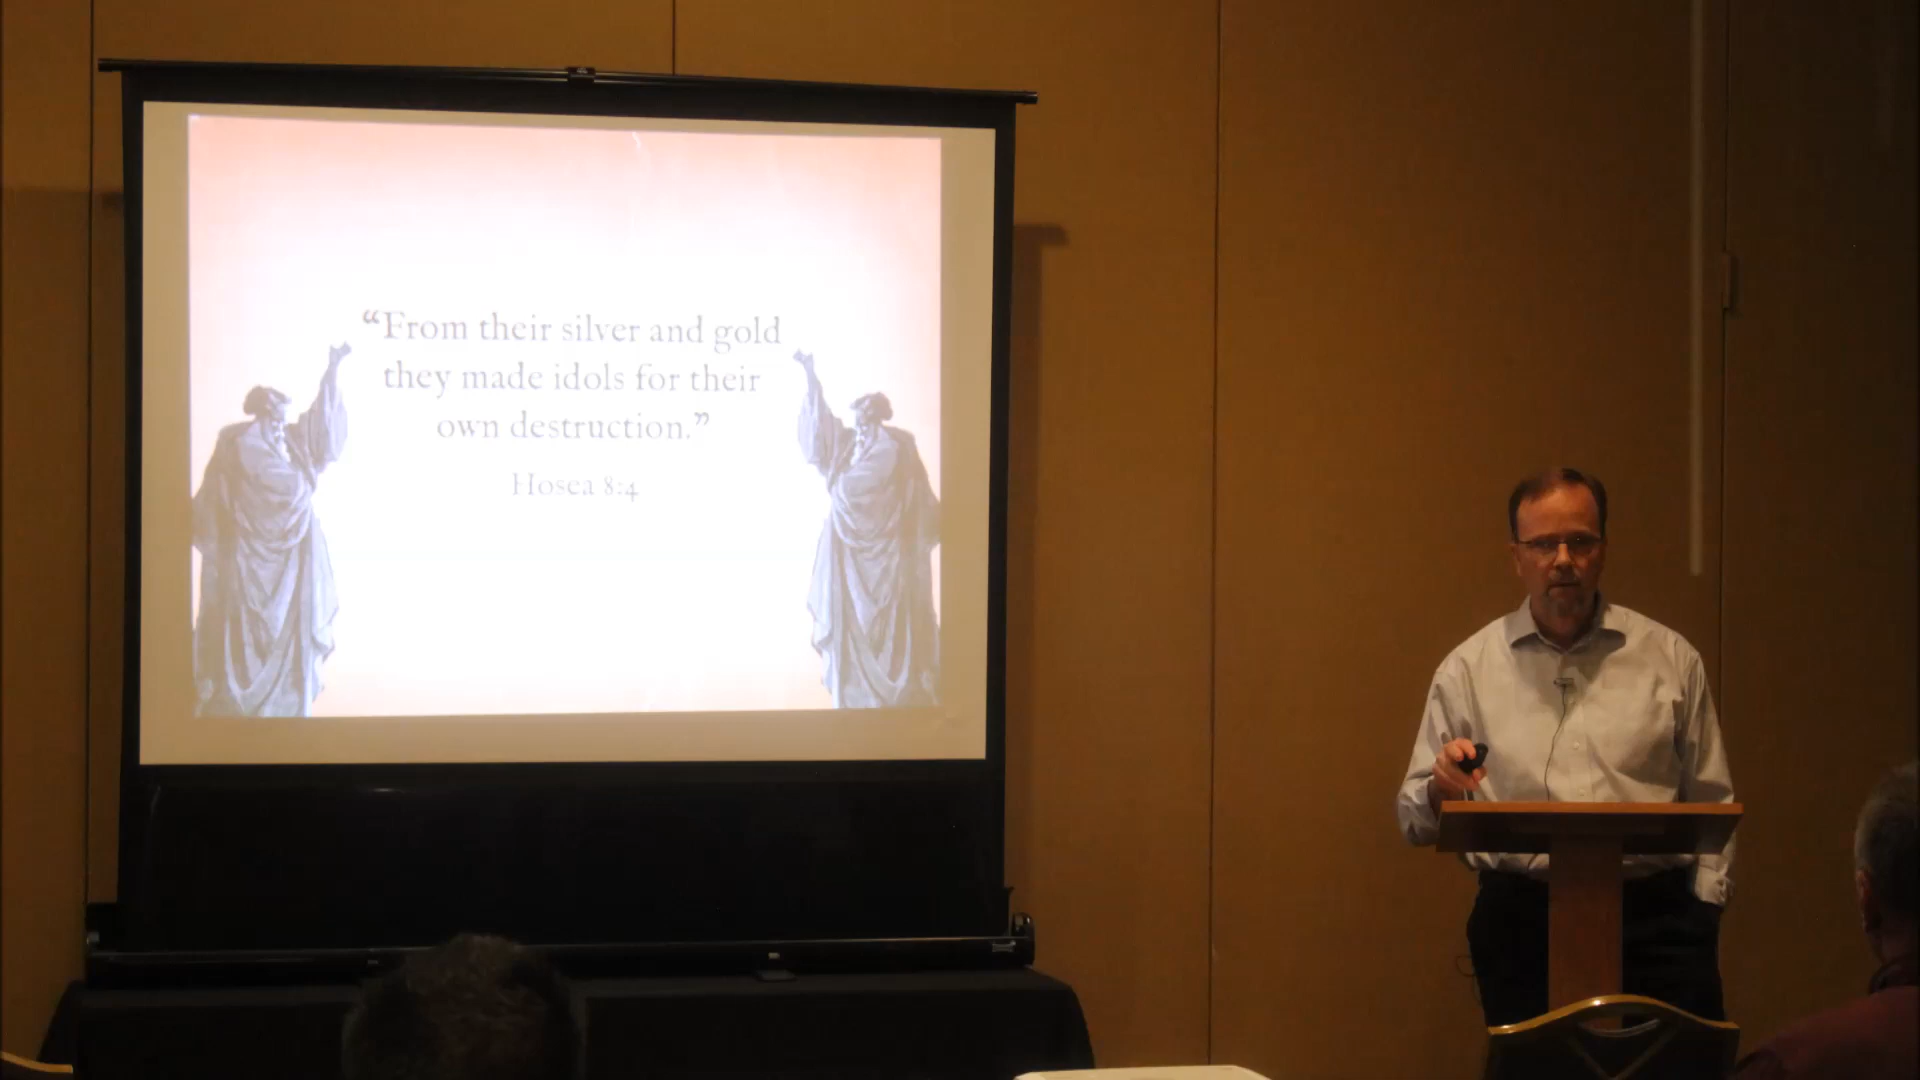 “From their silver and gold
they made idols for their
own destruction.”
Hosea 8:4